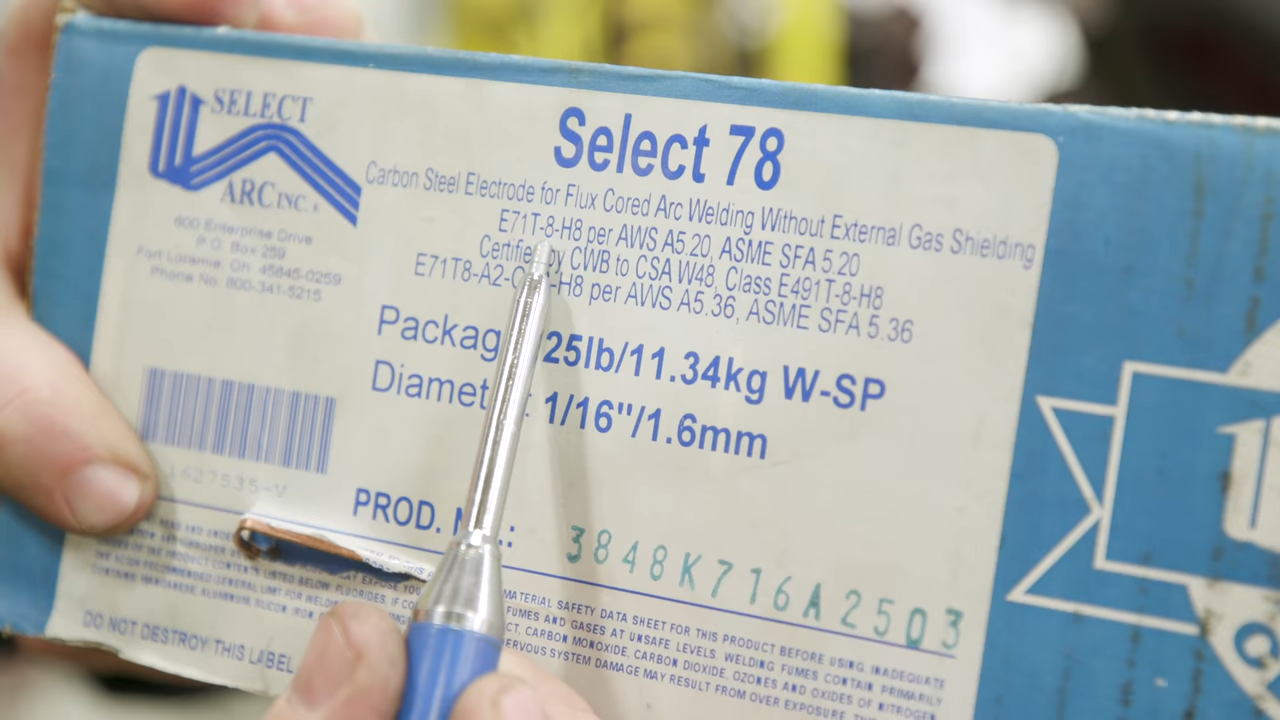 SELECT
ARC INC.
600 Enterprise Drive
P.O. Box 259
Fort Loramie, Oh. 45845-0259
Phone No. 800-341-5215
Select 78
Carbon Steel Electrode for Flux Cored Arc Welding Without External Gas Shielding
E71T-8-H8 per AWS A5.20, ASME SFA 5.20
by CWB to CSA W48, Class E491T-8-H8
E71T8-A2- -H8 per AWS A5.36, ASME SFA 5.36
25lb/11.34kg W-SP
1/16"/1.6mm
1627535-V
PROD.
3848K716A25Q3
MATERIAL SAFETY DATA SHEET FOR THIS PRODUCT BEFORE USING. INADEQUATE
FUMES AND GASES AT UNSAFE LEVELS. WELDING FUMES CONTAIN PRIMARILY
CARBON MONOXIDE, CARBON DIOXIDE, OZONES AND OXIDES OF NITROGEN
NERVOUS SYSTEM DAMAGE MAY RESULT FROM OVER EXPOSURE.
DO NOT DESTROY THIS LABEL